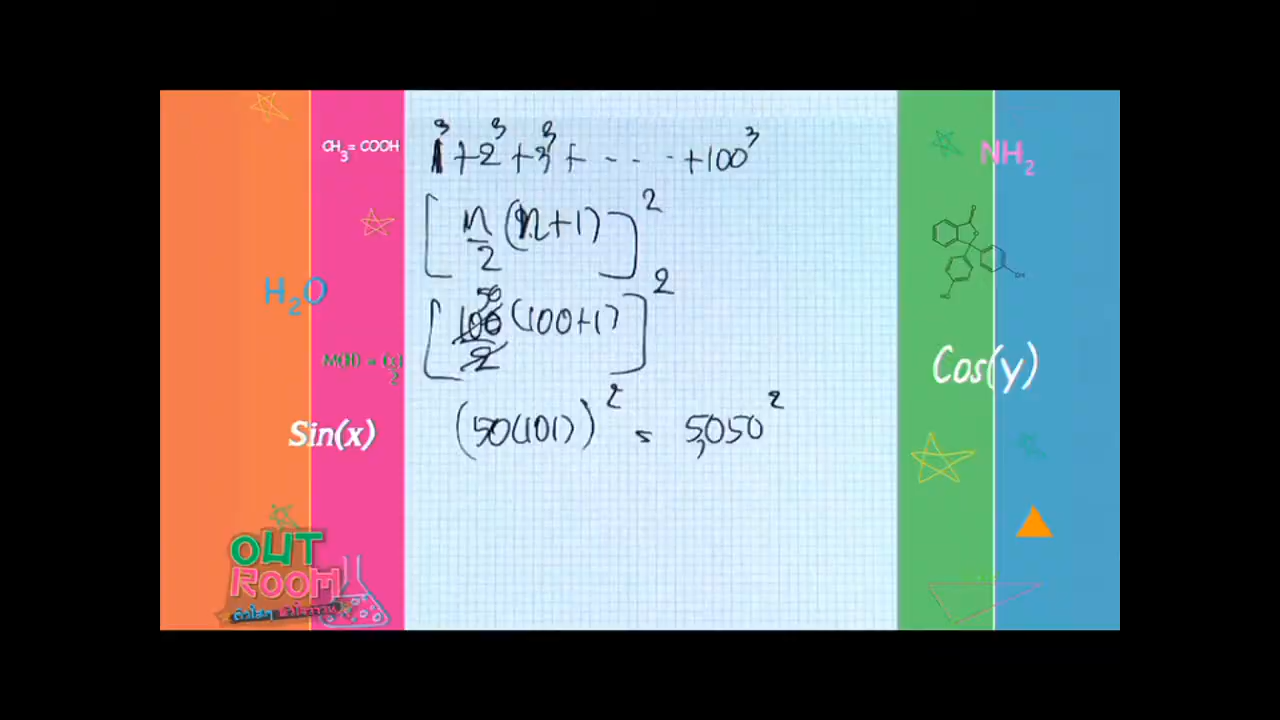 1³+2³+3³+.....+100³
[n/2(n+1)]²
[100/2(100+1)]²
50
(50(101))² = 5,050²
CH₃=COOH
H₂O
Sin(x)
OUT
ROOM
NH₂
Cos(y)